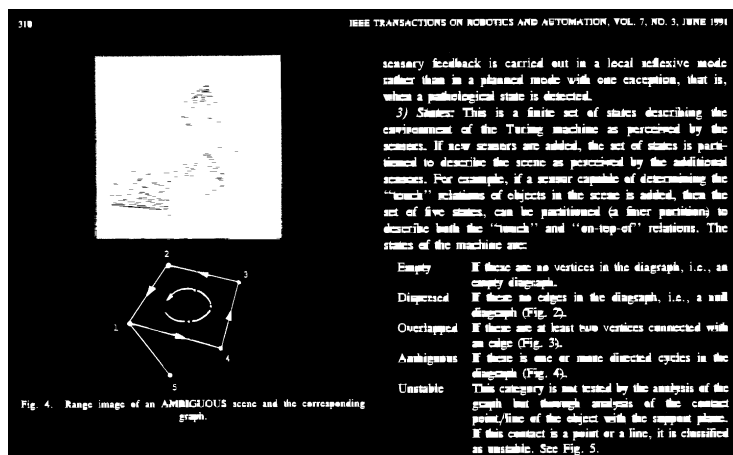 310
IEEE TRANSACTIONS ON ROBOTICS AND AUTOMATION, VOL. 7, NO. 3, JUNE 1991
2
3
1
4
5
Fig. 4. Range image of an AMBIGUOUS scene and the corresponding
graph.
sensory feedback is carried out in a local reflexive mode
rather than in a planned mode with one exception, that is,
when a pathological state is detected.
3) States: This is a finite set of states describing the
environment of the Turing machine as perceived by the
sensors. If new sensors are added, the set of states is parti-
tioned to describe the scene as perceived by the additional
sensors. For example, if a sensor capable of determining the
"touch" relations of objects in the scene is added, then the
set of five states, can be partitioned (a finer partition) to
describe both the "touch" and "on-top-of" relations. The
states of the machine are:
Empty If there are no vertices in the diagraph, i.e., an
empty diagraph.
Dispersed If there no edges in the diagraph, i.e., a null
diagraph (Fig. 2).
Overlapped If there are at least two vertices connected with
an edge (Fig. 3).
Ambiguous If there is one or more directed cycles in the
diagraph (Fig. 4).
Unstable This category is not tested by the analysis of the
graph but through analysis of the contact
point/line of the object with the support plane.
If this contact is a point or a line, it is classified
as unstable. See Fig. 5.